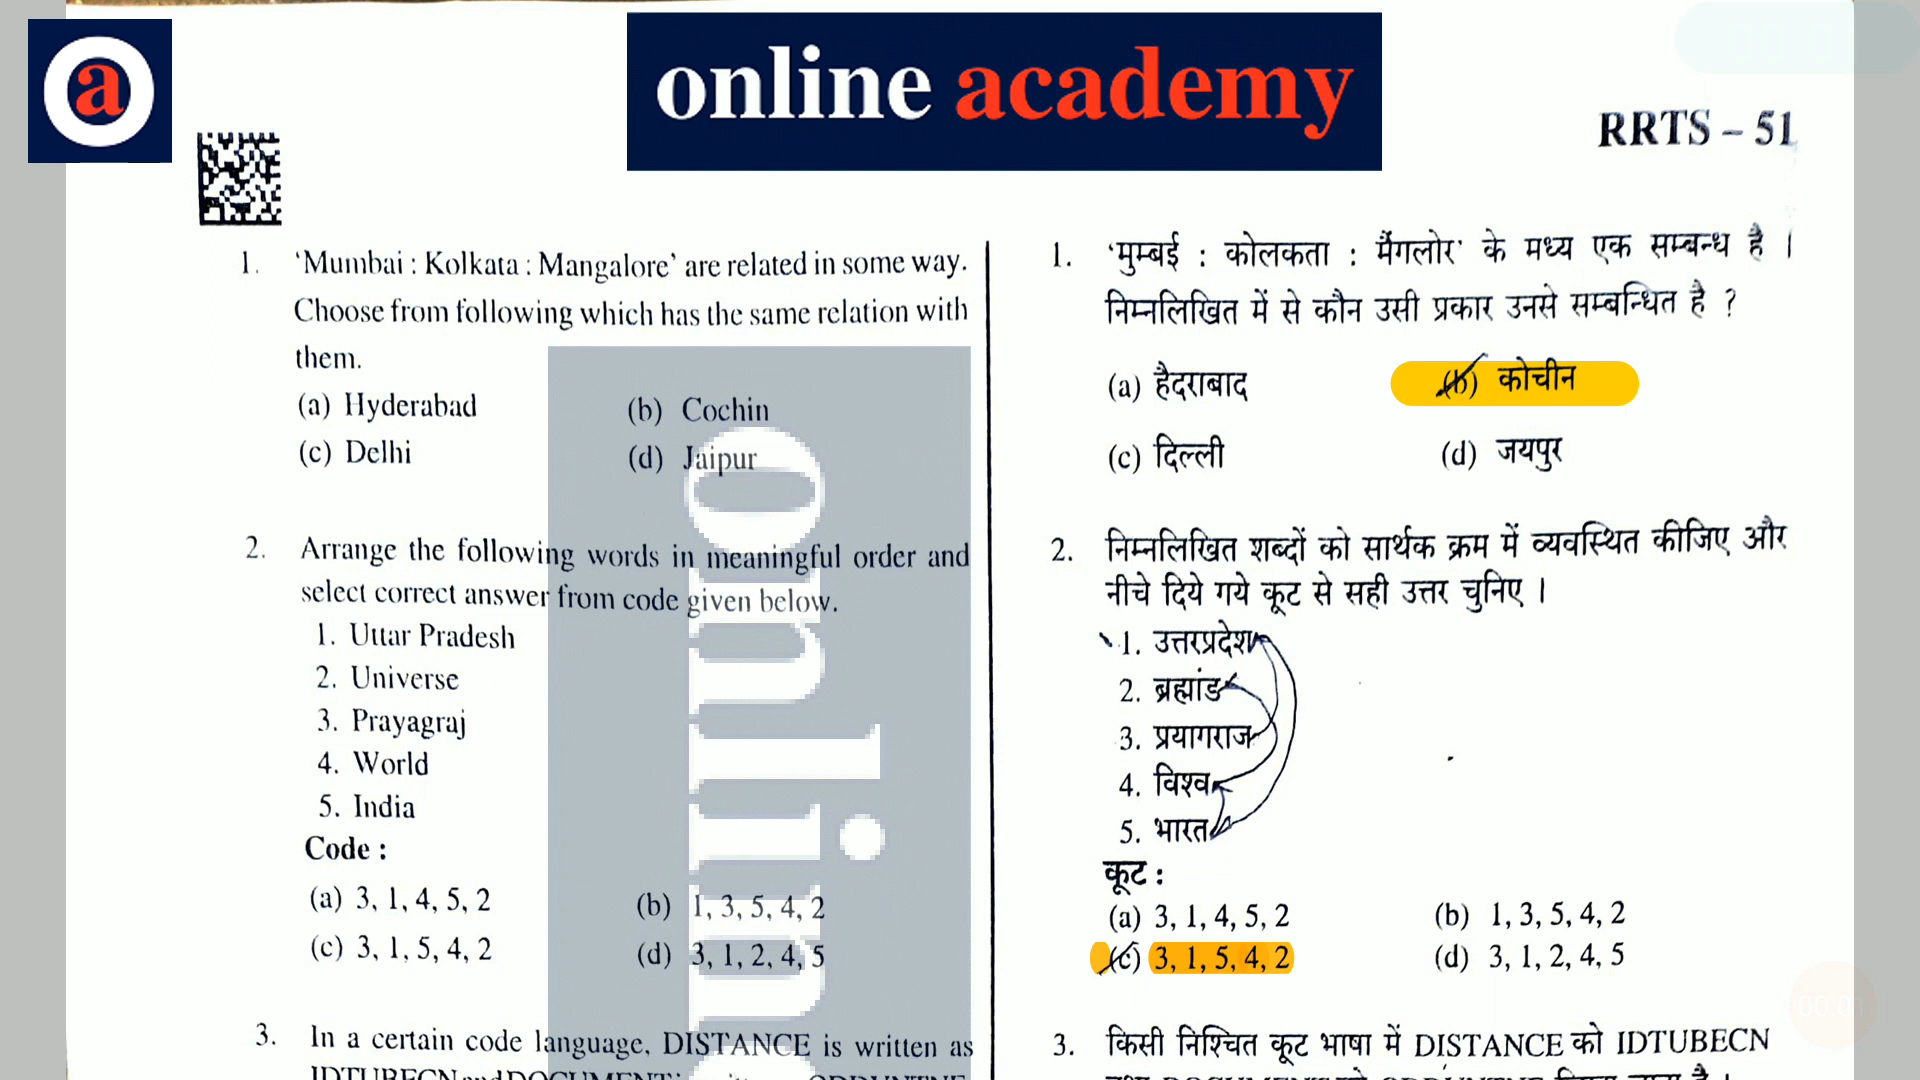 a
online academy
RRTS – 51
1. 'Mumbai : Kolkata : Mangalore' are related in some way.
Choose from following which has the same relation with
them.
(a) Hyderabad (b) Cochin
(c) Delhi (d) Jaipur
2. Arrange the following words in meaningful order and
select correct answer from code given below.
1. Uttar Pradesh
2. Universe
3. Prayagraj
4. World
5. India
Code :
(a) 3, 1, 4, 5, 2 (b) 1, 3, 5, 4, 2
(c) 3, 1, 5, 4, 2 (d) 3, 1, 2, 4, 5
3. In a certain code language, DISTANCE is written as
1. 'मुम्बई : कोलकता : मैंगलोर' के मध्य एक सम्बन्ध है ।
निम्नलिखित में से कौन उसी प्रकार उनसे सम्बन्धित है ?
(a) हैदराबाद (b) कोचीन
(c) दिल्ली (d) जयपुर
2. निम्नलिखित शब्दों को सार्थक क्रम में व्यवस्थित कीजिए और
नीचे दिये गये कूट से सही उत्तर चुनिए ।
1. उत्तरप्रदेश
2. ब्रह्मांड
3. प्रयागराज
4. विश्व
5. भारत
कूट :
(a) 3, 1, 4, 5, 2 (b) 1, 3, 5, 4, 2
(c) 3, 1, 5, 4, 2 (d) 3, 1, 2, 4, 5
3. किसी निश्चित कूट भाषा में DISTANCE को IDTUBECN
onlin